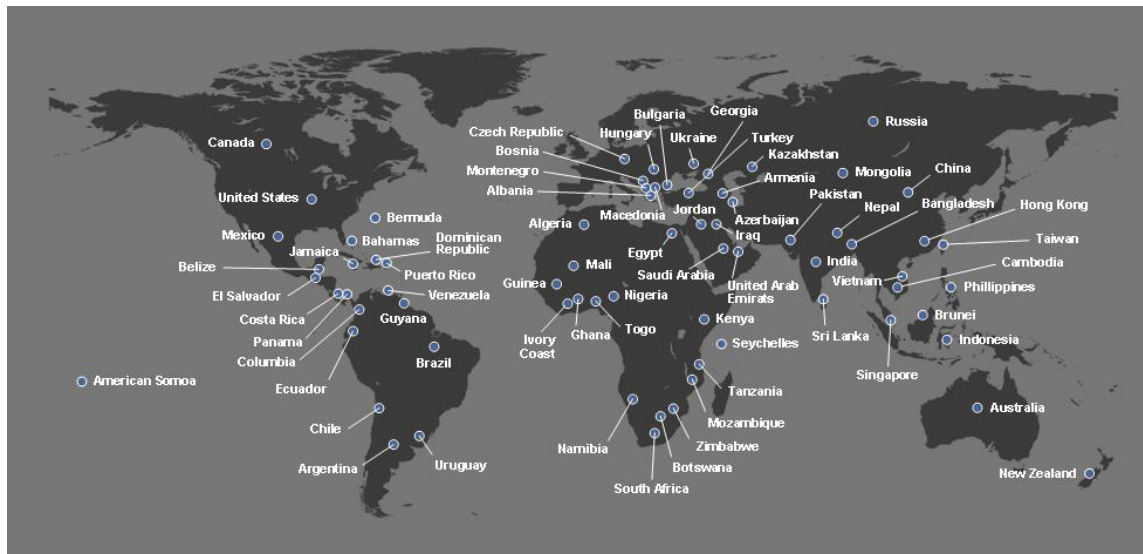 Bulgaria
Georgia
Czech Republic
Hungary
Ukraine
Turkey
Russia
Canada
Bosnia
Kazakhstan
Montenegro
Armenia
Mongolia
China
Albania
Pakistan
United States
Nepal
Bangladesh
Bermuda
Algeria
Macedonia
Jordan
Azerbaijan
Hong Kong
Mexico
Bahamas
Dominican
Republic
Egypt
Iraq
Taiwan
Jamaica
Saudi Arabia
India
Belize
Puerto Rico
Mali
Vietnam
Cambodia
El Salvador
Venezuela
Guinea
Nigeria
United Arab
Emirates
Phillippines
Costa Rica
Guyana
Ivory
Coast
Ghana
Togo
Kenya
Sri Lanka
Brunei
Panama
Columbia
Brazil
Seychelles
Indonesia
Singapore
American Somoa
Ecuador
Tanzania
Chile
Mozambique
Australia
Namibia
Zimbabwe
Argentina
Uruguay
Botswana
New Zealand
South Africa